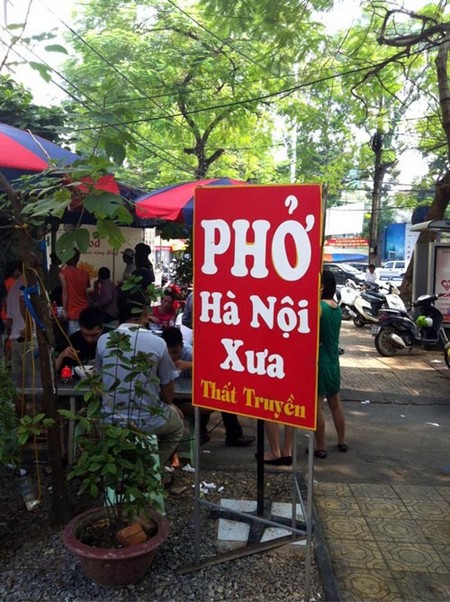 PHỞ
Hà Nội
Xưa
Thất Truyền